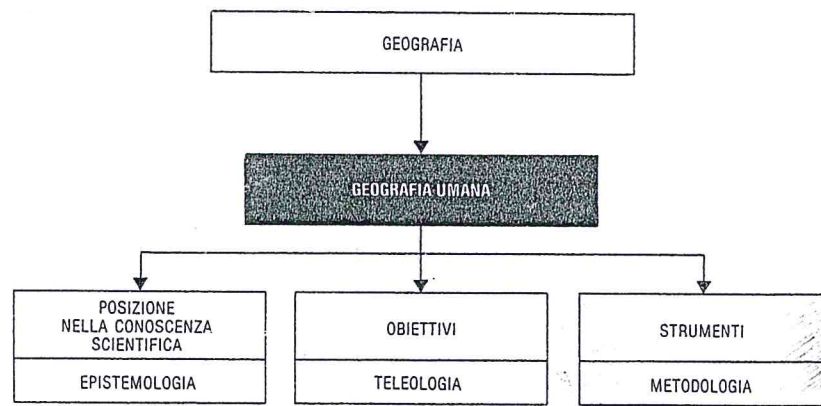 GEOGRAFIA
GEOGRAFIA UMANA
POSIZIONE
NELLA CONOSCENZA
SCIENTIFICA
OBIETTIVI
STRUMENTI
EPISTEMOLOGIA
TELEOLOGIA
METODOLOGIA